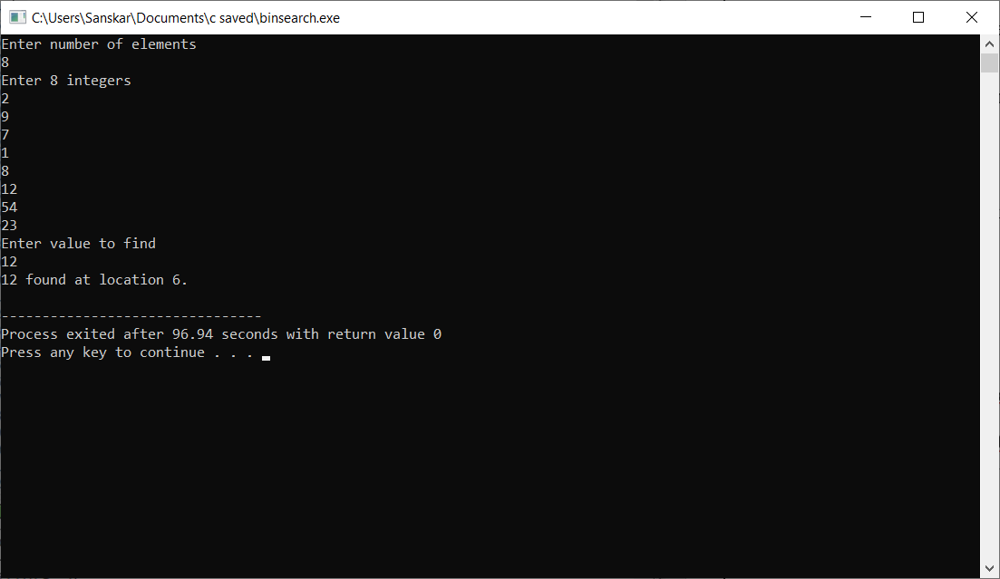 C:\Users\Sanskar\Documents\c saved\binsearch.exe
Enter number of elements
8
Enter 8 integers
2
9
7
1
8
12
54
23
Enter value to find
12
12 found at location 6.
--------------------------------
Process exited after 96.94 seconds with return value 0
Press any key to continue . . .